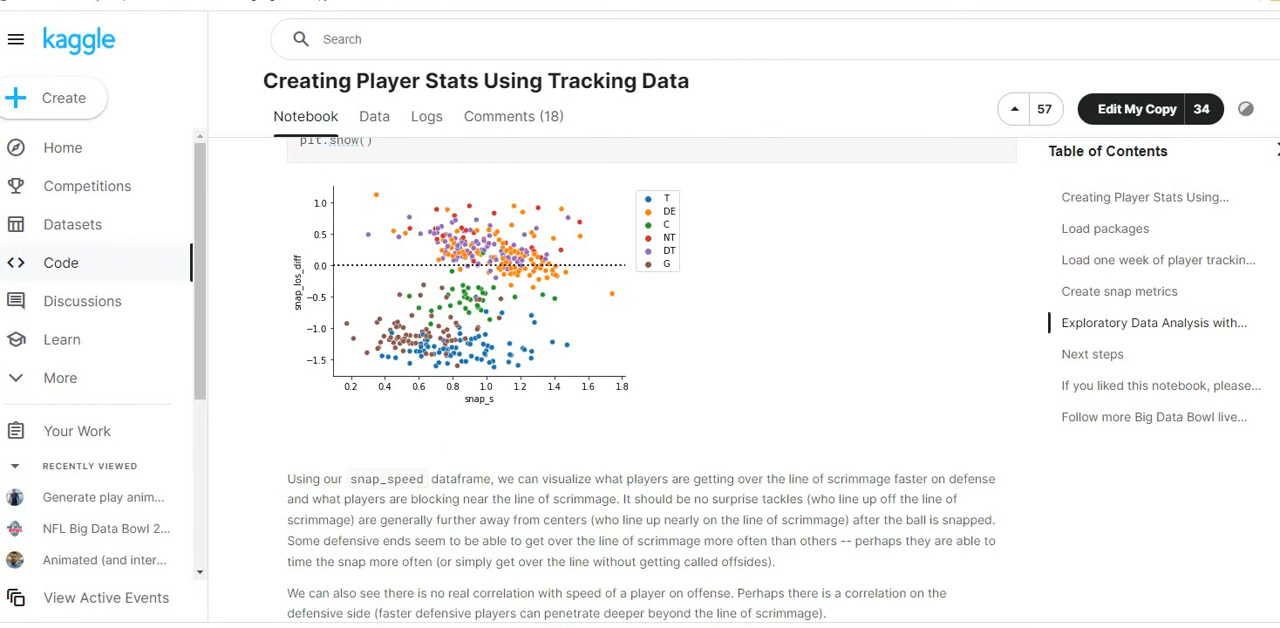 kaggle
Search
Creating Player Stats Using Tracking Data
Create
Notebook
Data
Logs
Comments (18)
57
Edit My Copy
34
Home
Competitions
Datasets
Code
Discussions
Learn
More
Your Work
RECENTLY VIEWED
Generate play anim...
NFL Big Data Bowl 2...
Animated (and inter...
View Active Events
plt.show()
1.0
0.5
0.0
−0.5
−1.0
−1.5
snap_los_diff
0.2 0.4 0.6 0.8 1.0 1.2 1.4 1.6 1.8
snap_s
T
DE
C
NT
DT
G
Using our snap_speed dataframe, we can visualize what players are getting over the line of scrimmage faster on defense
and what players are blocking near the line of scrimmage. It should be no surprise tackles (who line up off the line of
scrimmage) are generally further away from centers (who line up nearly on the line of scrimmage) after the ball is snapped.
Some defensive ends seem to be able to get over the line of scrimmage more often than others -- perhaps they are able to
time the snap more often (or simply get over the line without getting called offsides).
We can also see there is no real correlation with speed of a player on offense. Perhaps there is a correlation on the
defensive side (faster defensive players can penetrate deeper beyond the line of scrimmage).
Table of Contents
Creating Player Stats Using...
Load packages
Load one week of player trackin...
Create snap metrics
Exploratory Data Analysis with...
Next steps
If you liked this notebook, please...
Follow more Big Data Bowl live...